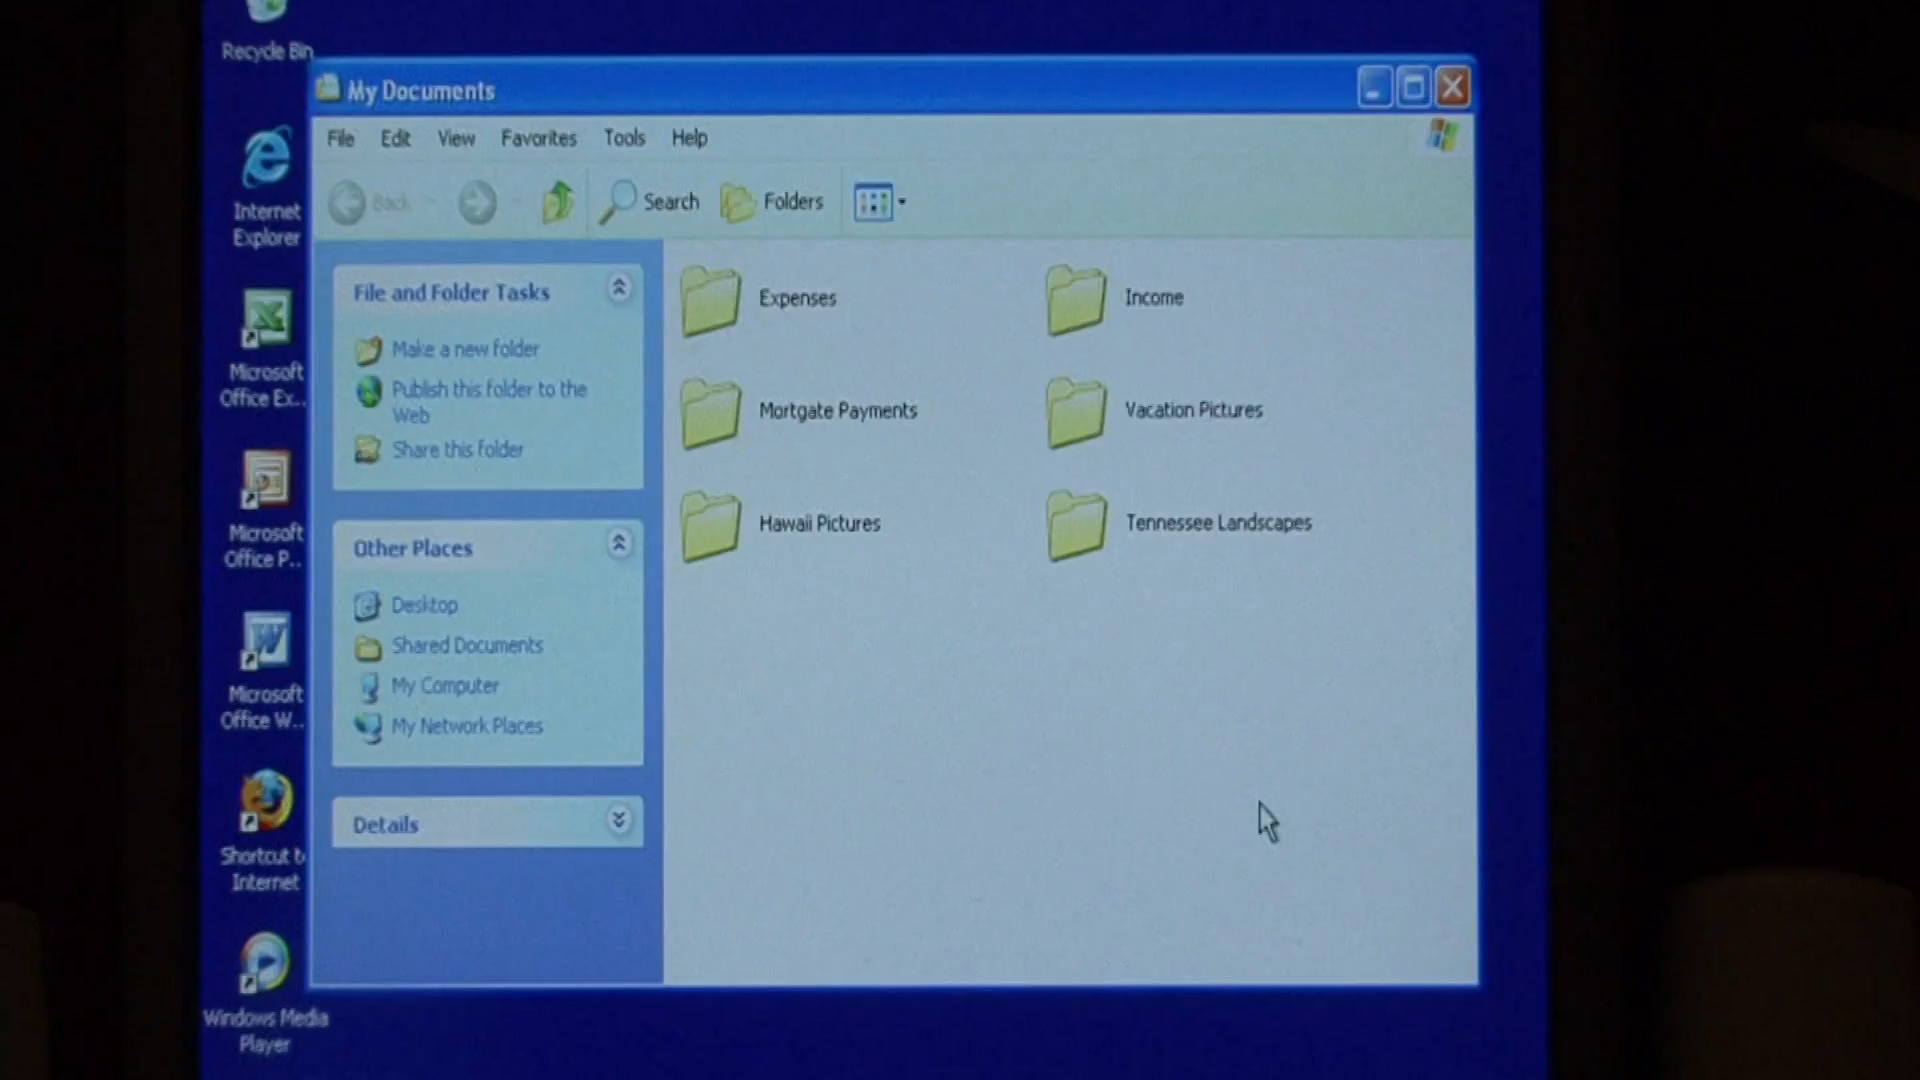 Recycle Bin
My Documents
File Edit View Favorites Tools Help
Back Search Folders
Internet
Explorer
Microsoft
Office Ex..
Microsoft
Office P..
Microsoft
Office W..
Shortcut to
Internet
Windows Media
Player
File and Folder Tasks
Make a new folder
Publish this folder to the
Web
Share this folder
Other Places
Desktop
Shared Documents
My Computer
My Network Places
Details
Expenses
Income
Mortgate Payments
Vacation Pictures
Hawaii Pictures
Tennessee Landscapes